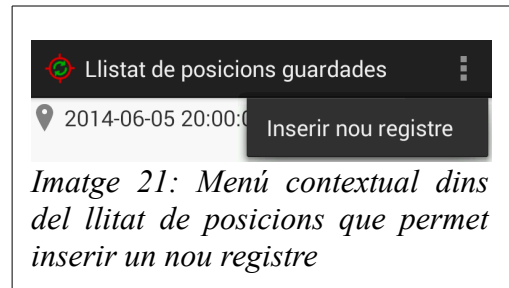 Llistat de posicions guardades
2014-06-05 20:00:
Inserir nou registre
Imatge 21: Menú contextual dins
del llitat de posicions que permet
inserir un nou registre